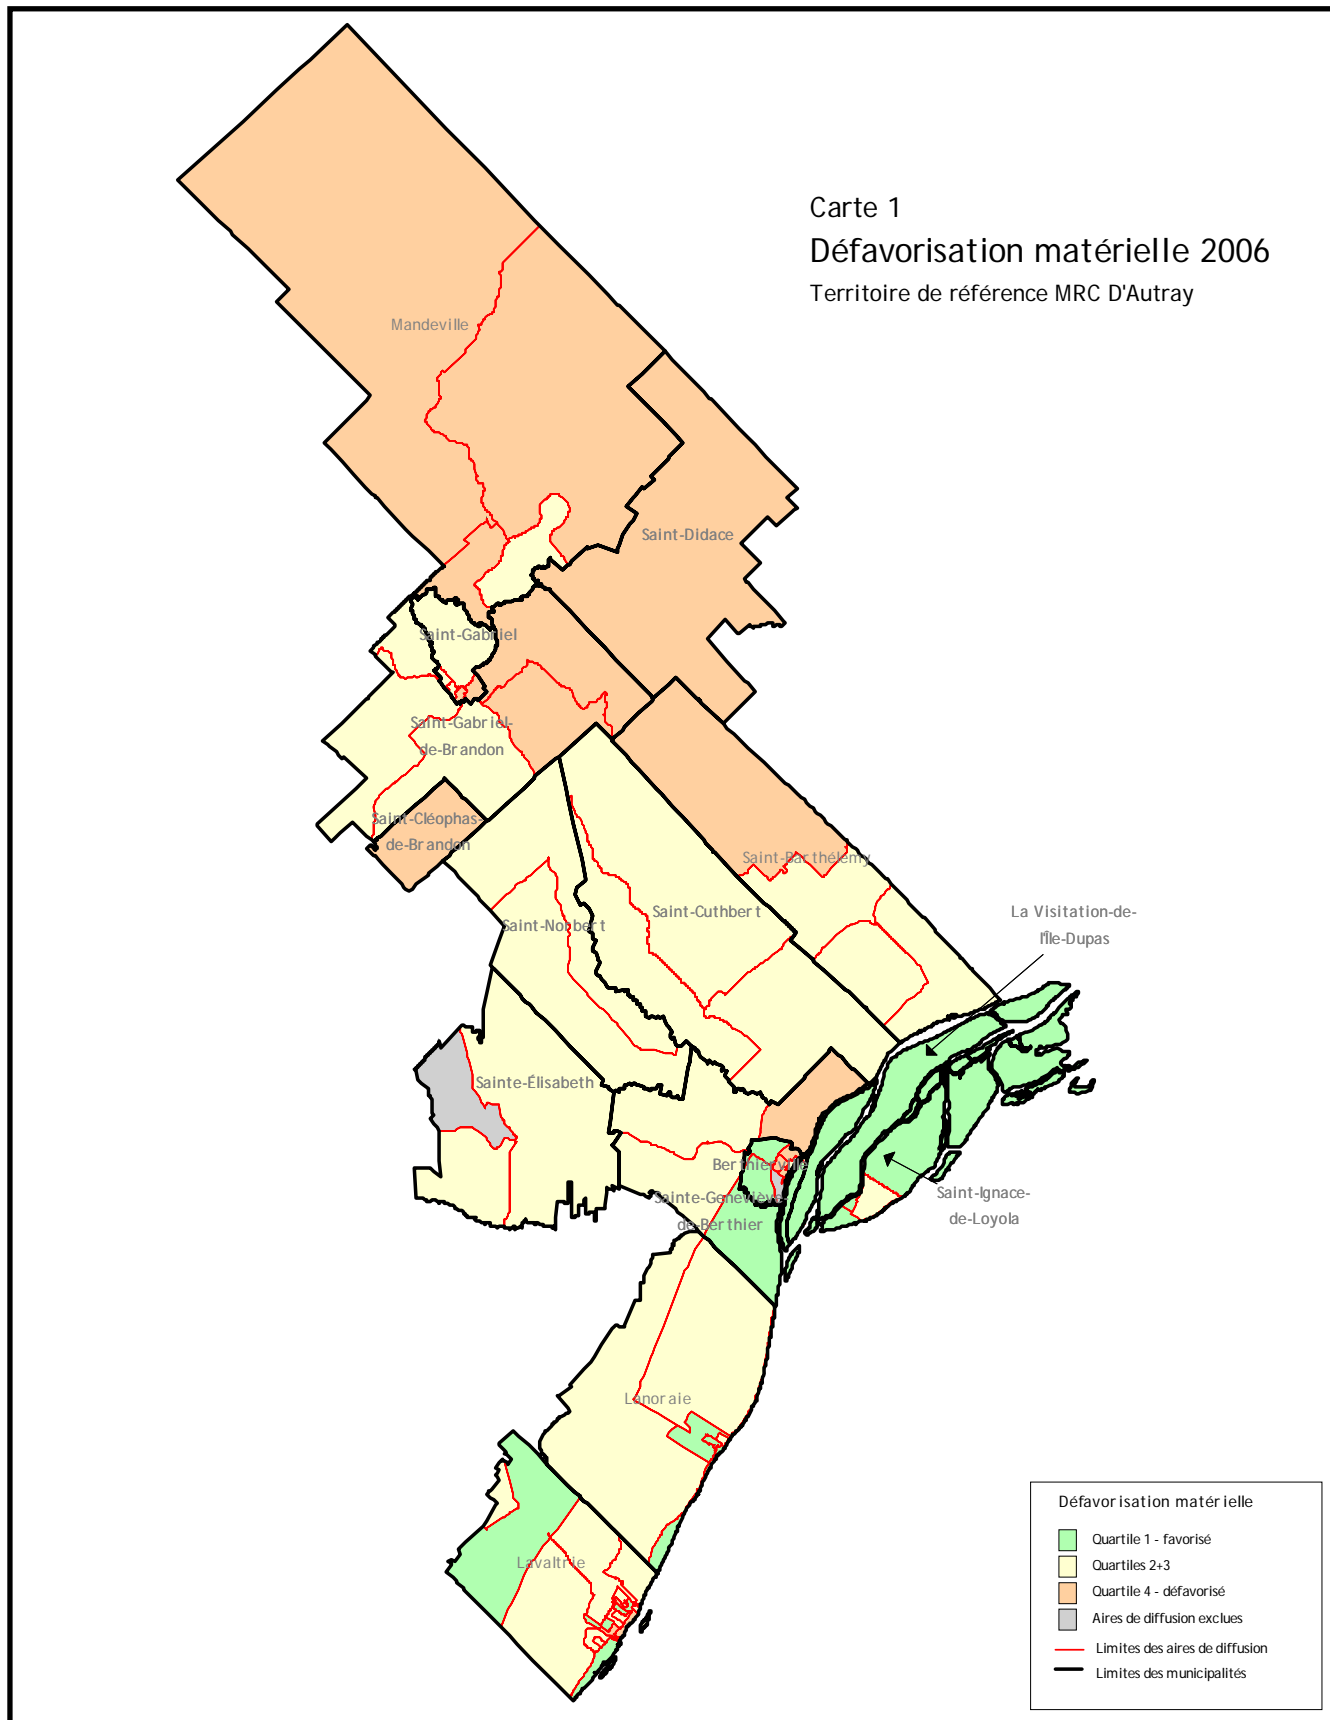 Carte 1
Défavorisation matérielle 2006
Territoire de référence MRC D'Autray
Mandeville
Saint-Didace
Saint-Gabriel
Saint-Gabriel-
de-Brandon
Saint-Cléophas-
de-Brandon
Saint-Barthélemy
Saint-Cuthbert
Saint-Norbert
La Visitation-de-
l'Île-Dupas
Sainte-Élisabeth
Berthierville
Sainte-Geneviève-
de-Berthier
Saint-Ignace-
de-Loyola
Lanoraie
Lavaltrie
Défavorisation matérielle
Quartile 1 - favorisé
Quartiles 2+3
Quartile 4 - défavorisé
Aires de diffusion exclues
Limites des aires de diffusion
Limites des municipalités